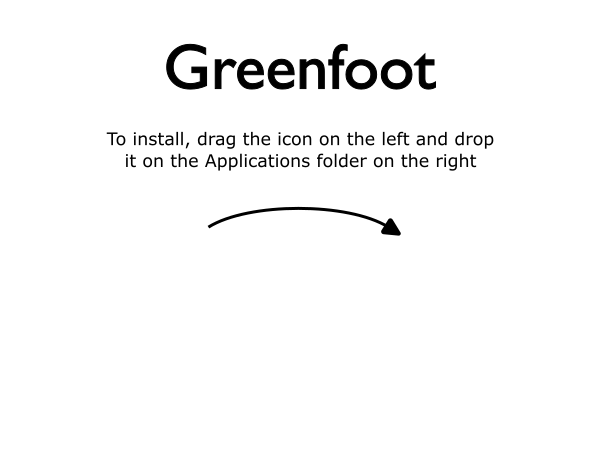 Greenfoot
To install, drag the icon on the left and drop
it on the Applications folder on the right